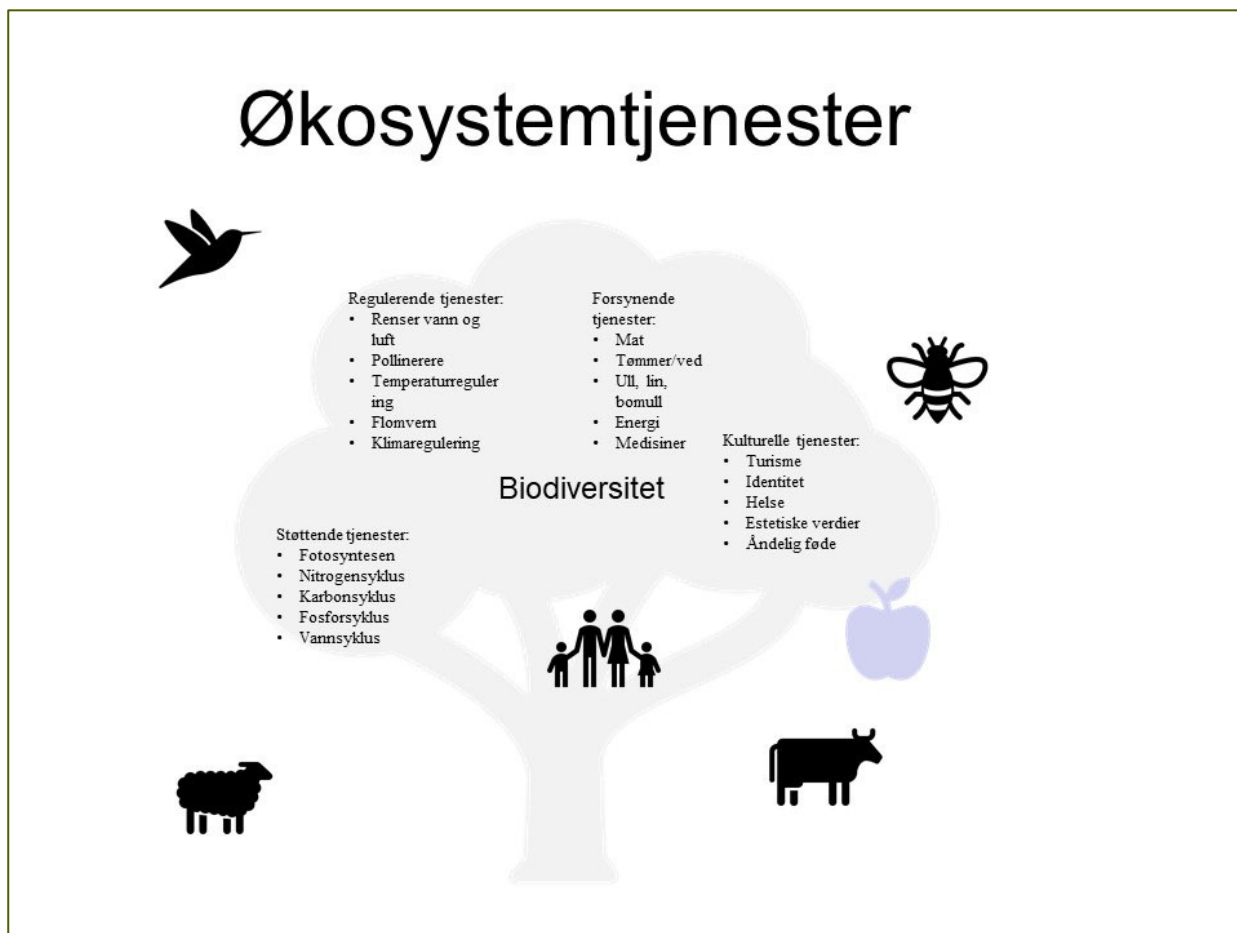 Økosystemtjenester
Regulerende tjenester:
• Renser vann og
luft
• Pollinerere
• Temperaturreguler
ing
• Flomvern
• Klimaregulering
Forsynende
tjenester:
• Mat
• Tømmer/ved
• Ull, lin,
bomull
• Energi
• Medisiner
Kulturelle tjenester:
• Turisme
• Identitet
• Helse
• Estetiske verdier
• Åndelig føde
Biodiversitet
Støttende tjenester:
• Fotosyntesen
• Nitrogensyklus
• Karbonsyklus
• Fosforsyklus
• Vannsyklus